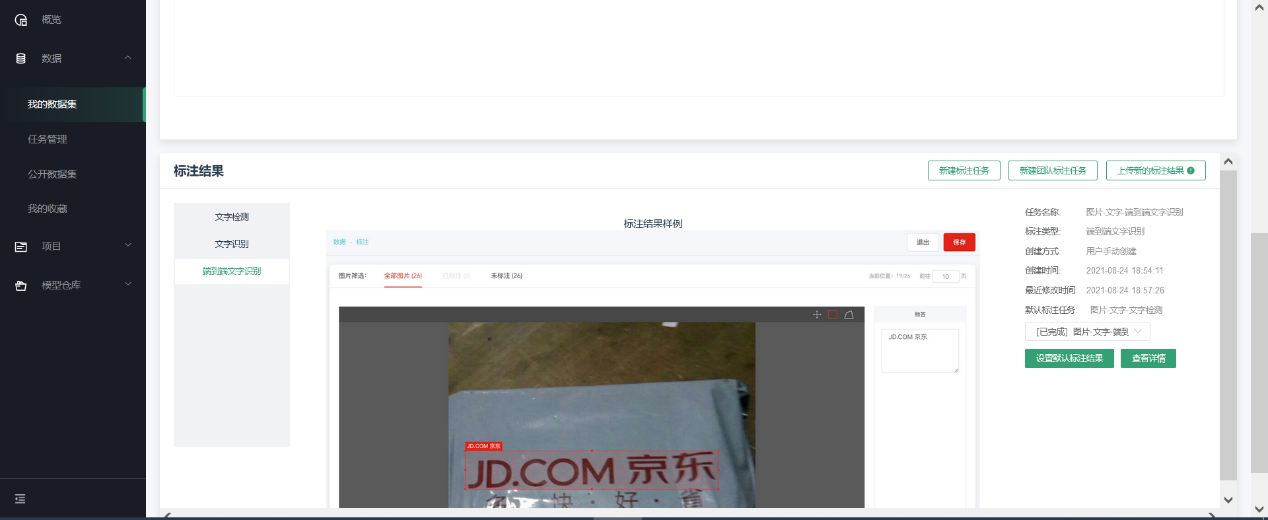 概览
数据
我的数据集
任务管理
公开数据集
我的收藏
项目
模型仓库
标注结果
新建标注任务
新建团队标注任务
上传新的标注结果
文字检测
文字识别
端到端文字识别
标注结果样例
数据 - 标注
退出
保存
图片筛选:
全部图片 (26)
未标注 (26)
当前位置: 19/26
前往 10 页
标签
JD.COM 京东
JD.COM 京东
JD.COM 京东
快·好·省
任务名称: 图片-文字-端到端文字识别
标注类型: 端到端文字识别
创建方式: 用户手动创建
创建时间: 2021-08-24 18:54:11
最近修改时间: 2021-08-24 18:57:26
默认标注任务: 图片-文字-文字检测
[已完成] 图片-文字-端到
设置默认标注结果
查看详情